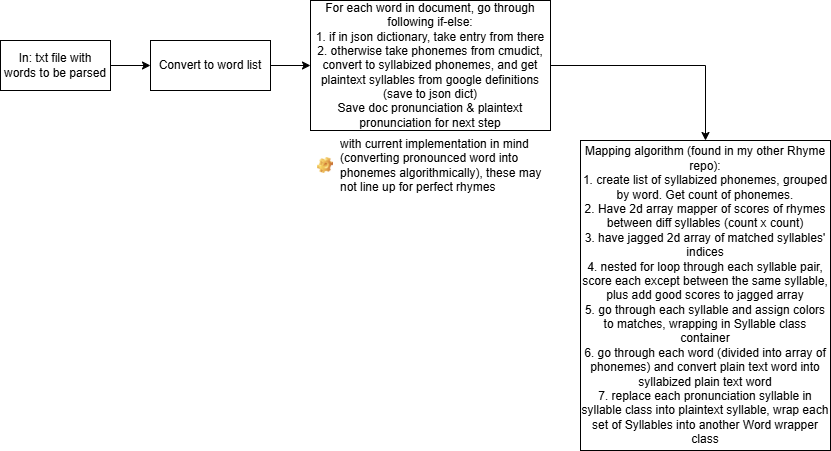 In: txt file with
words to be parsed
Convert to word list
For each word in document, go through
following if-else:
1. if in json dictionary, take entry from there
2. otherwise take phonemes from cmudict,
convert to syllabized phonemes, and get
plaintext syllables from google definitions
(save to json dict)
Save doc pronunciation & plaintext
pronunciation for next step
with current implementation in mind
(converting pronounced word into
phonemes algorithmically), these may
not line up for perfect rhymes
Mapping algorithm (found in my other Rhyme
repo):
1. create list of syllabized phonemes, grouped
by word. Get count of phonemes.
2. Have 2d array mapper of scores of rhymes
between diff syllables (count x count)
3. have jagged 2d array of matched syllables'
indices
4. nested for loop through each syllable pair,
score each except between the same syllable,
plus add good scores to jagged array
5. go through each syllable and assign colors
to matches, wrapping in Syllable class
container
6. go through each word (divided into array of
phonemes) and convert plain text word into
syllabized plain text word
7. replace each pronunciation syllable in
syllable class into plaintext syllable, wrap each
set of Syllables into another Word wrapper
class